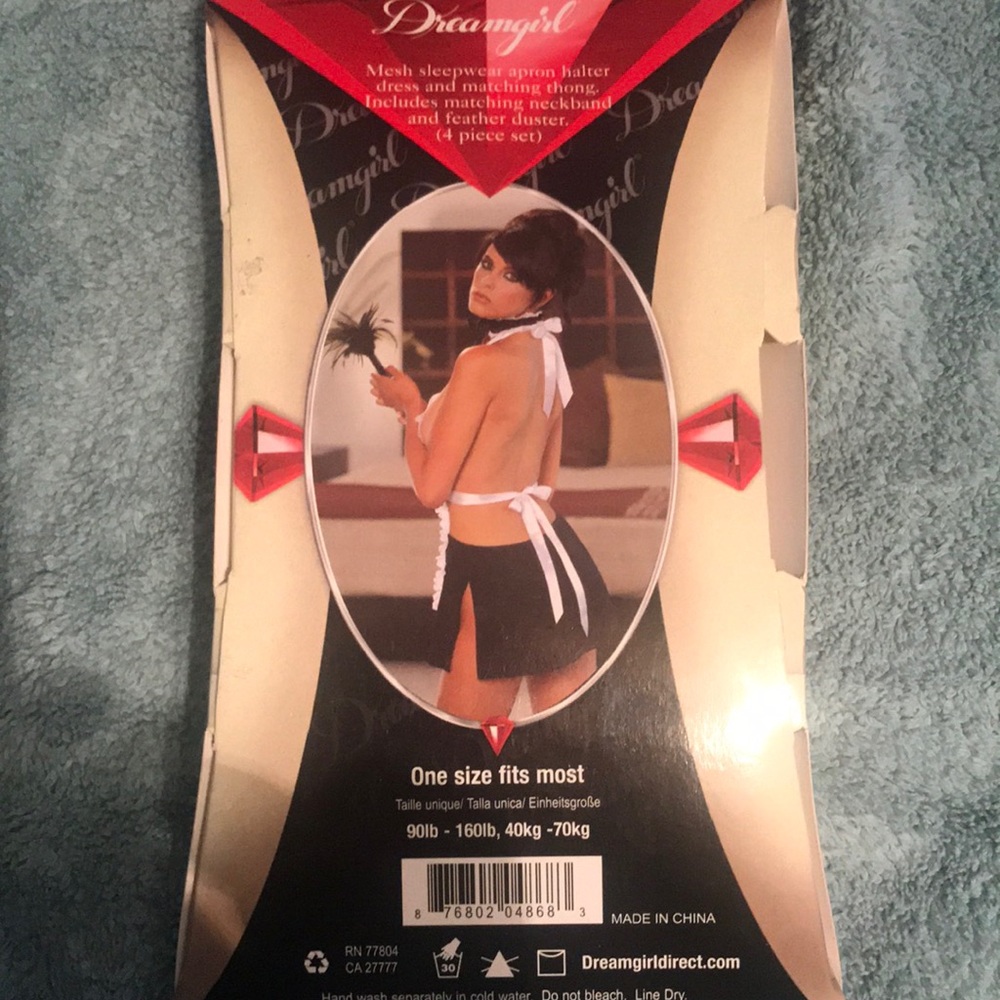 Dreamgirl
Mesh sleepwear apron halter
dress and matching thong.
Includes matching neckband
and feather duster.
(4 piece set)
One size fits most
Taille unique/ Talla unica/ Einheitsgroße
90lb - 160lb, 40kg -70kg
8 76802 04868 3
MADE IN CHINA
RN 77804
CA 27777
30
Dreamgirldirect.com
Hand wash separately in cold water. Do not bleach. Line Dry.